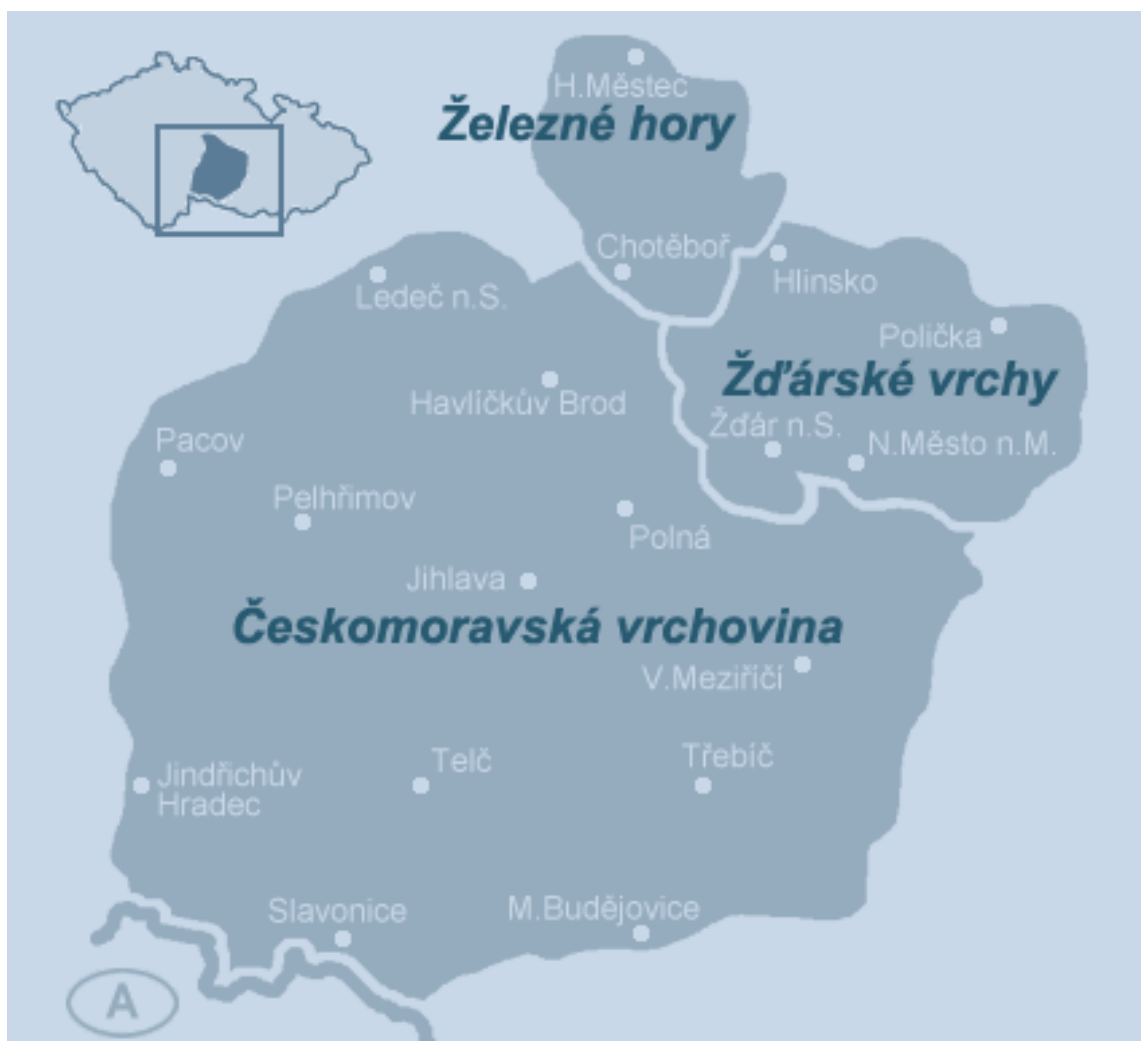 H.Městec
Železné hory
Chotěboř
Hlinsko
Ledeč n.S.
Polička
Žďárské vrchy
Havlíčkův Brod
Žďár n.S.
N.Město n.M.
Pacov
Pelhřimov
Polná
Jihlava
Českomoravská vrchovina
V.Meziříčí
Telč
Třebíč
Jindřichův
Hradec
Slavonice
M.Budějovice
A